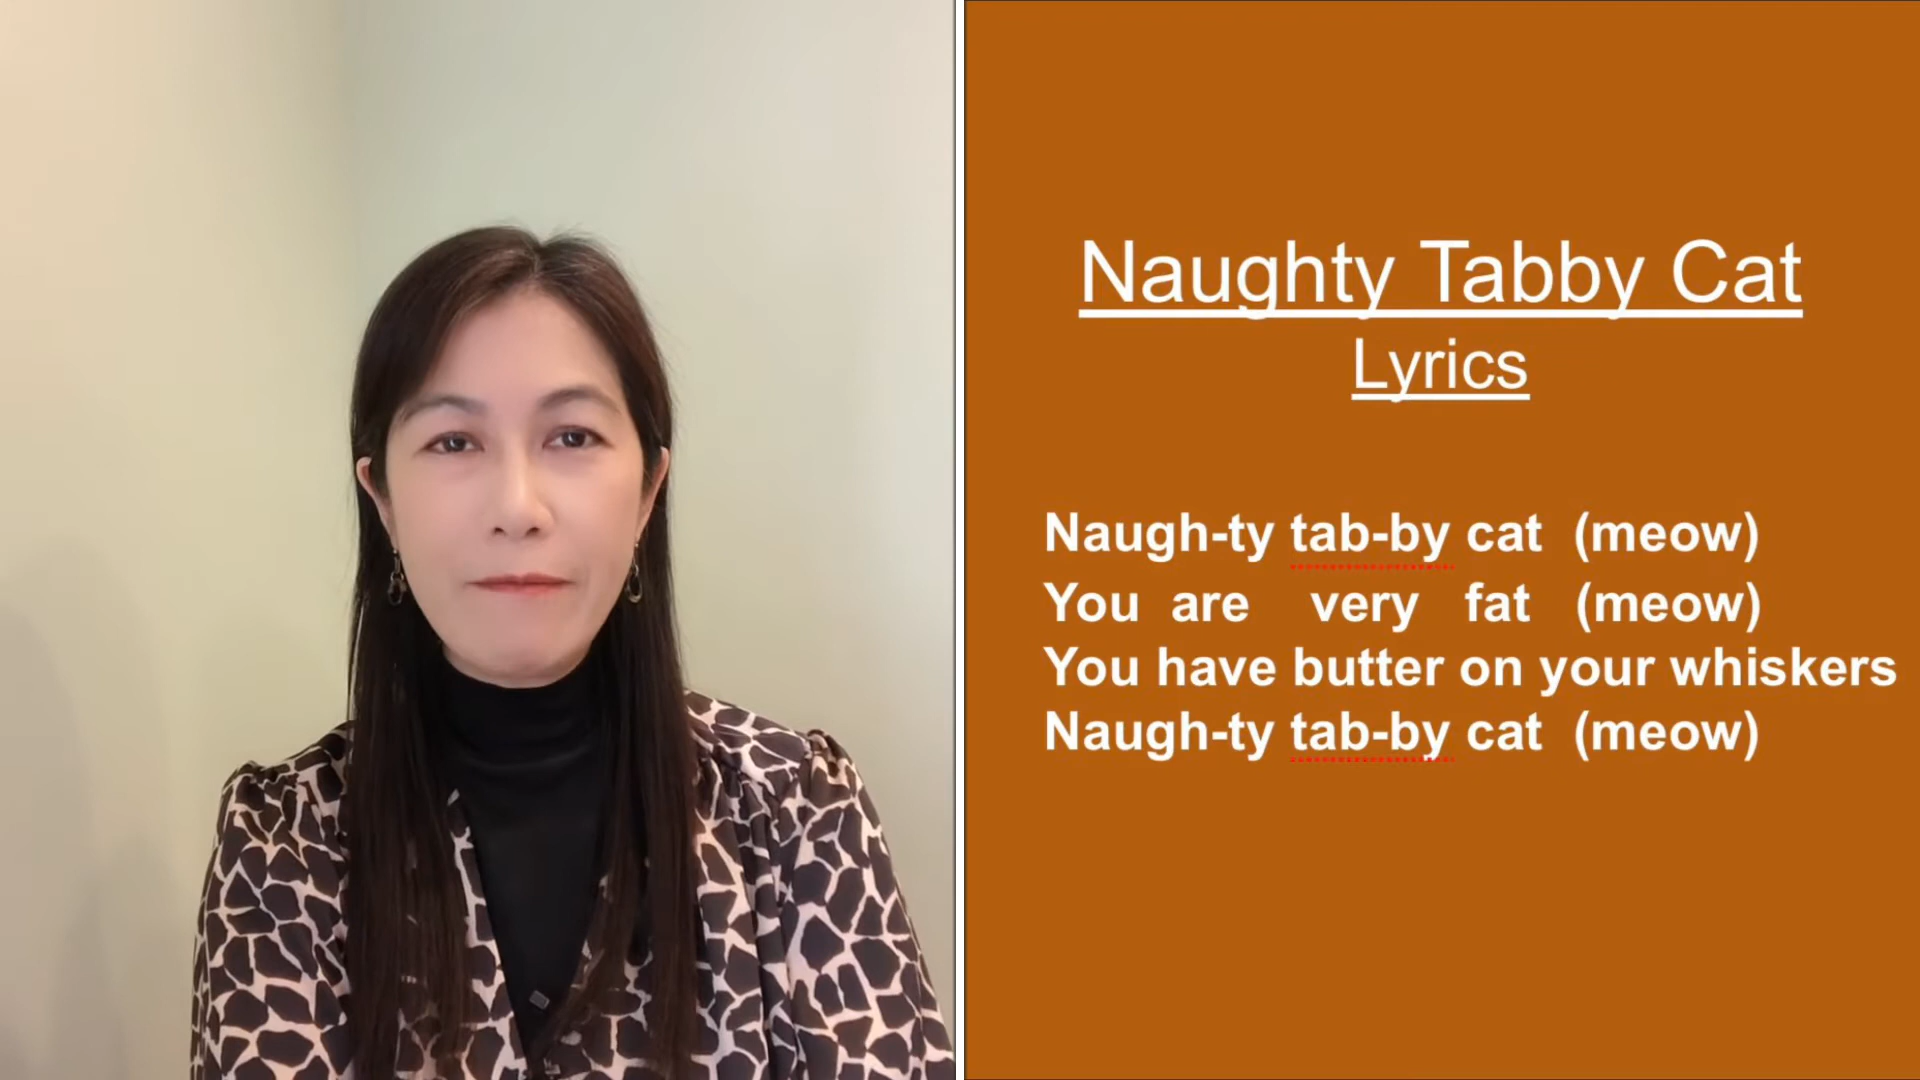 Naughty Tabby Cat
Lyrics
Naugh-ty tab-by cat (meow)
You are very fat (meow)
You have butter on your whiskers
Naugh-ty tab-by cat (meow)